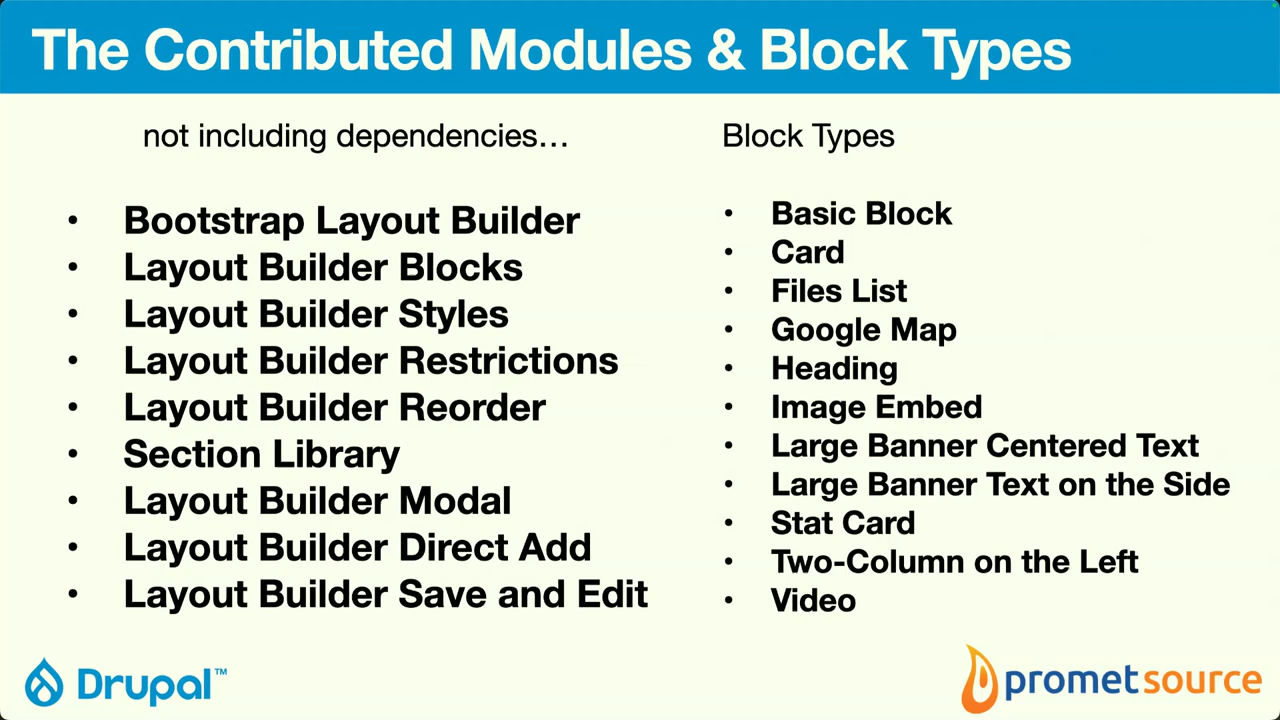 The Contributed Modules & Block Types
not including dependencies...
• Bootstrap Layout Builder
• Layout Builder Blocks
• Layout Builder Styles
• Layout Builder Restrictions
• Layout Builder Reorder
• Section Library
• Layout Builder Modal
• Layout Builder Direct Add
• Layout Builder Save and Edit
Block Types
• Basic Block
• Card
• Files List
• Google Map
• Heading
• Image Embed
• Large Banner Centered Text
• Large Banner Text on the Side
• Stat Card
• Two-Column on the Left
• Video
Drupal™
prometsource